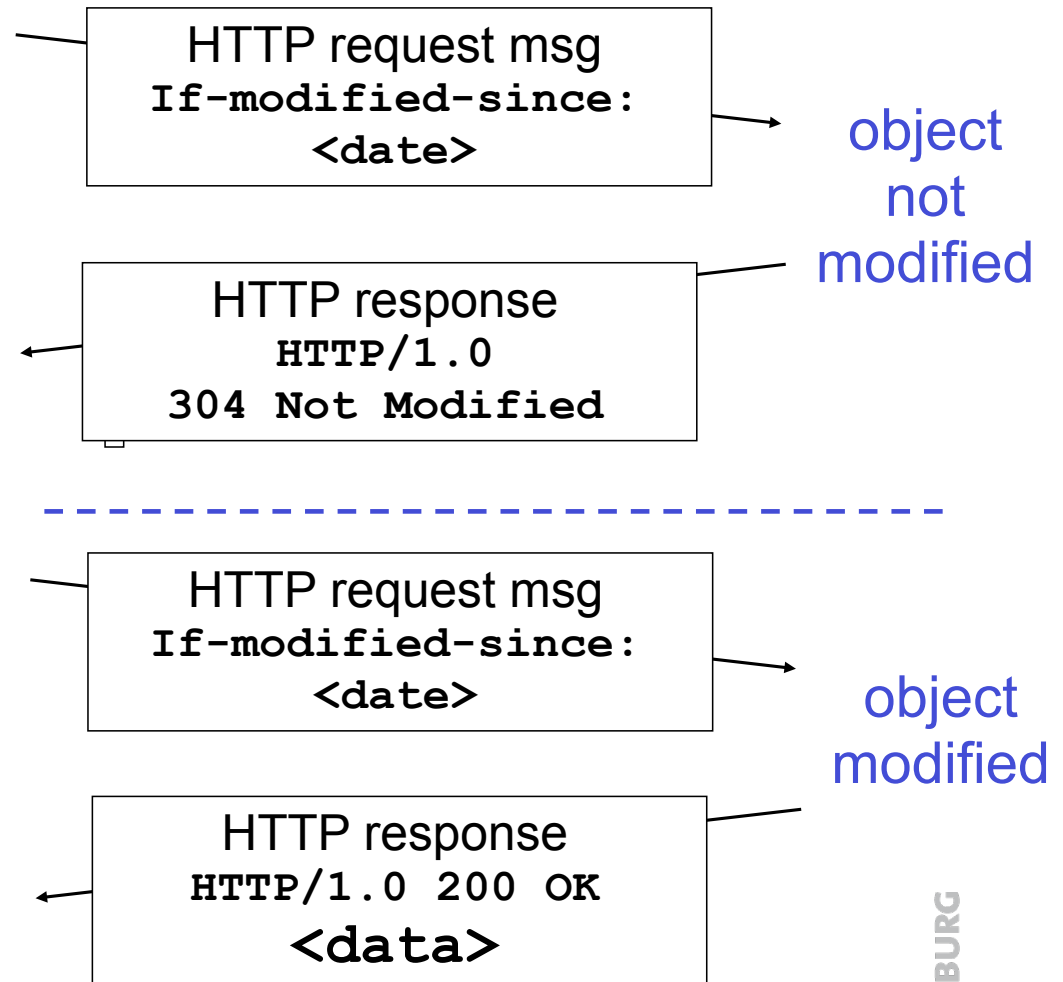 HTTP request msg
If-modified-since:
<date>
object
not
modified
HTTP response
HTTP/1.0
304 Not Modified
HTTP request msg
If-modified-since:
<date>
object
modified
HTTP response
HTTP/1.0 200 OK
<data>
BURG